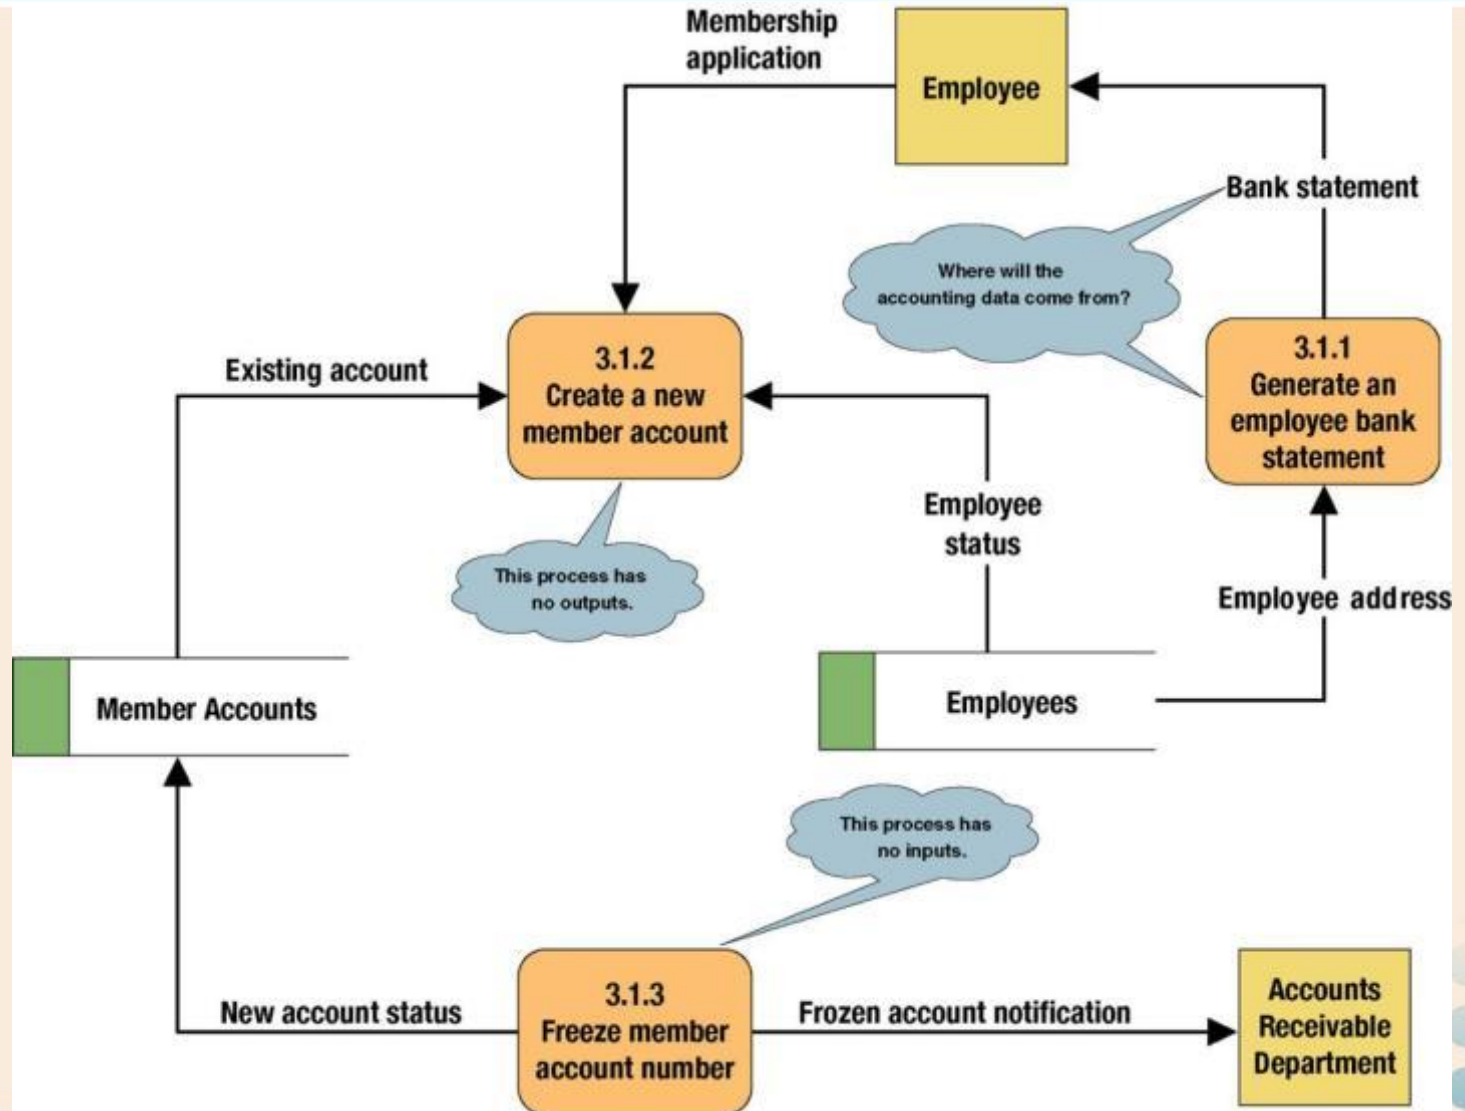 Membership
application
Employee
Bank statement
Where will the
accounting data come from?
3.1.1
Generate an
employee bank
statement
3.1.2
Create a new
member account
Existing account
Employee
status
This process has
no outputs.
Employee address
Member Accounts
Employees
This process has
no inputs.
3.1.3
Freeze member
account number
New account status
Frozen account notification
Accounts
Receivable
Department